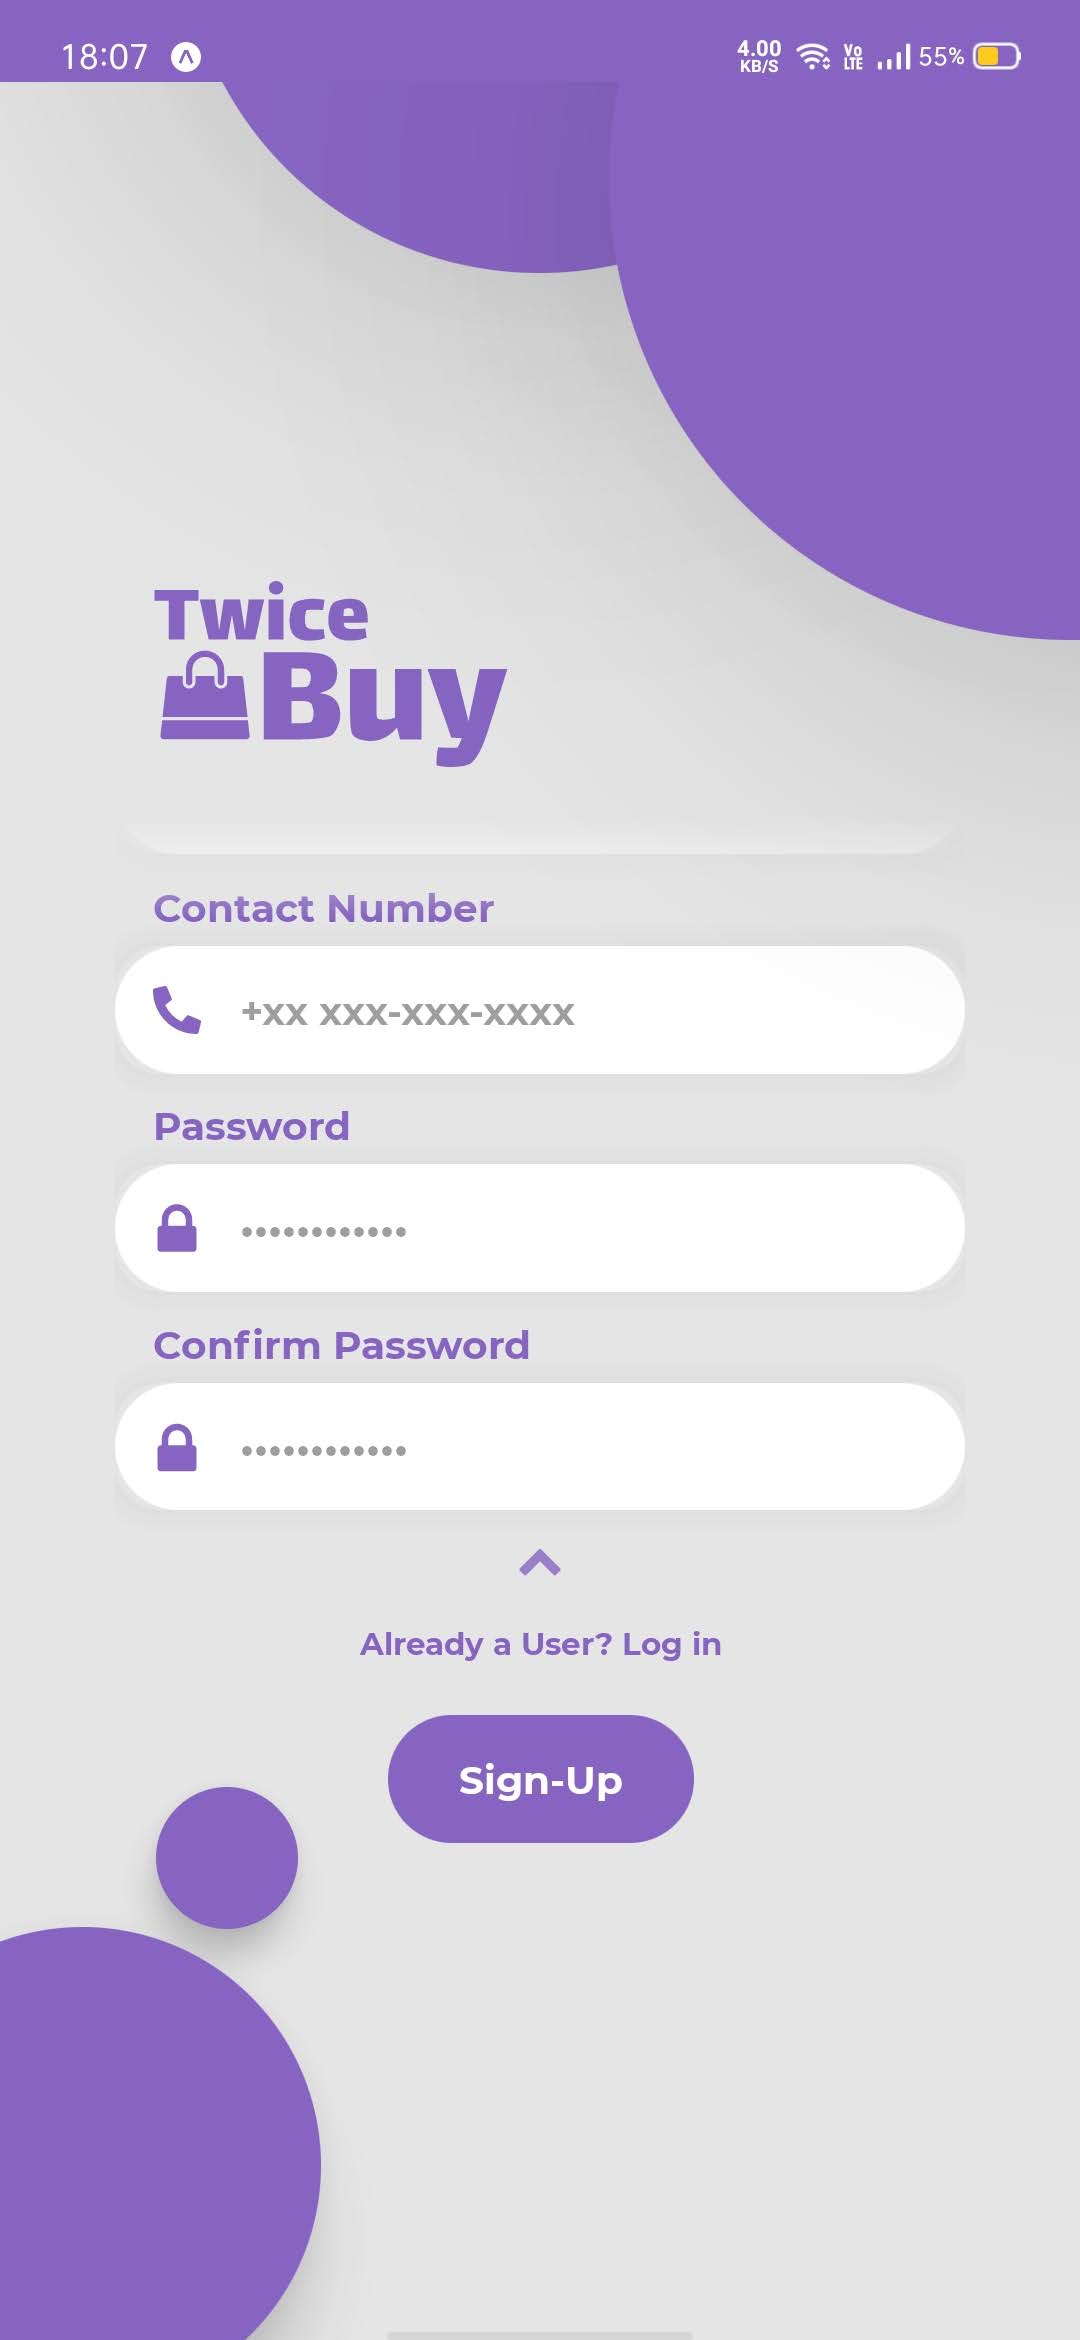 18:07
4.00
KB/S
Vo
LTE
55%
Twice
Buy
Contact Number
+xx xxx-xxx-xxxx
Password
••••••••••••
Confirm Password
••••••••••••
Already a User? Log in
Sign-Up